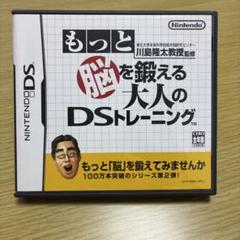 Nintendo
東北大学未来科学技術共同研究センター
川島隆太教授監修
もっと
脳を鍛える
大人の
DSトレーニング
TM
NINTENDO DS
もっと「脳」を鍛えてみませんか
100万本突破のシリーズ第2弾!